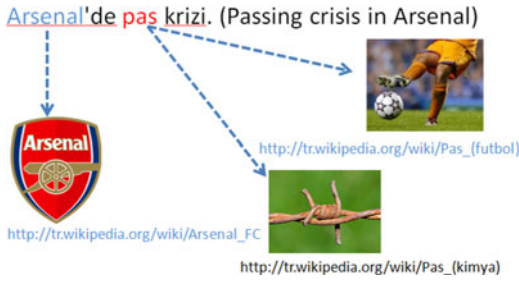 Arsenal'de pas krizi. (Passing crisis in Arsenal)
Arsenal
http://tr.wikipedia.org/wiki/Pas_(futbol)
http://tr.wikipedia.org/wiki/Arsenal_FC
http://tr.wikipedia.org/wiki/Pas_(kimya)